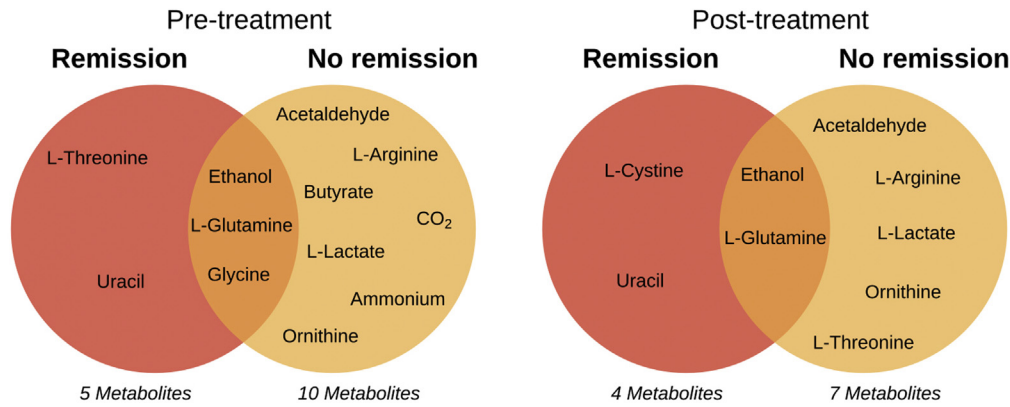 Pre-treatment
Remission
No remission
Acetaldehyde
L-Threonine
L-Arginine
Ethanol
Butyrate
CO₂
L-Glutamine
L-Lactate
Glycine
Uracil
Ammonium
Ornithine
5 Metabolites
10 Metabolites
Post-treatment
Remission
No remission
Acetaldehyde
L-Cystine
Ethanol
L-Arginine
L-Glutamine
L-Lactate
Uracil
Ornithine
L-Threonine
4 Metabolites
7 Metabolites